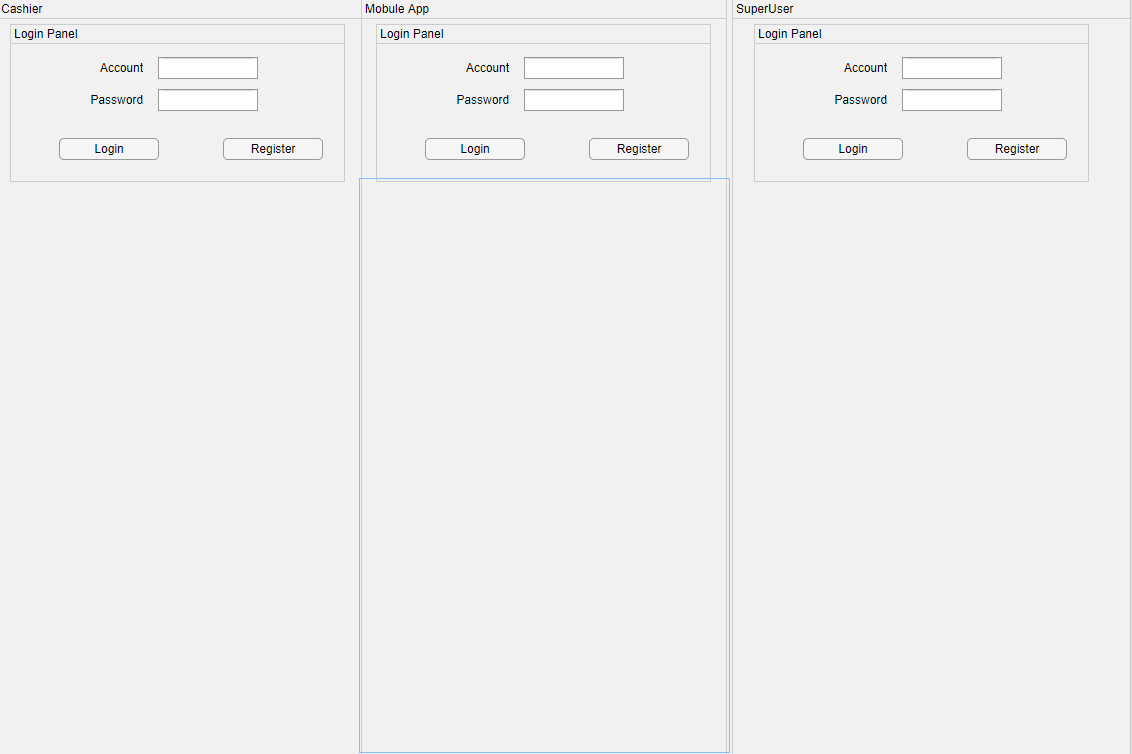 Cashier
Login Panel
Account
Password
Login Register
Mobule App
Login Panel
Account
Password
Login Register
SuperUser
Login Panel
Account
Password
Login Register